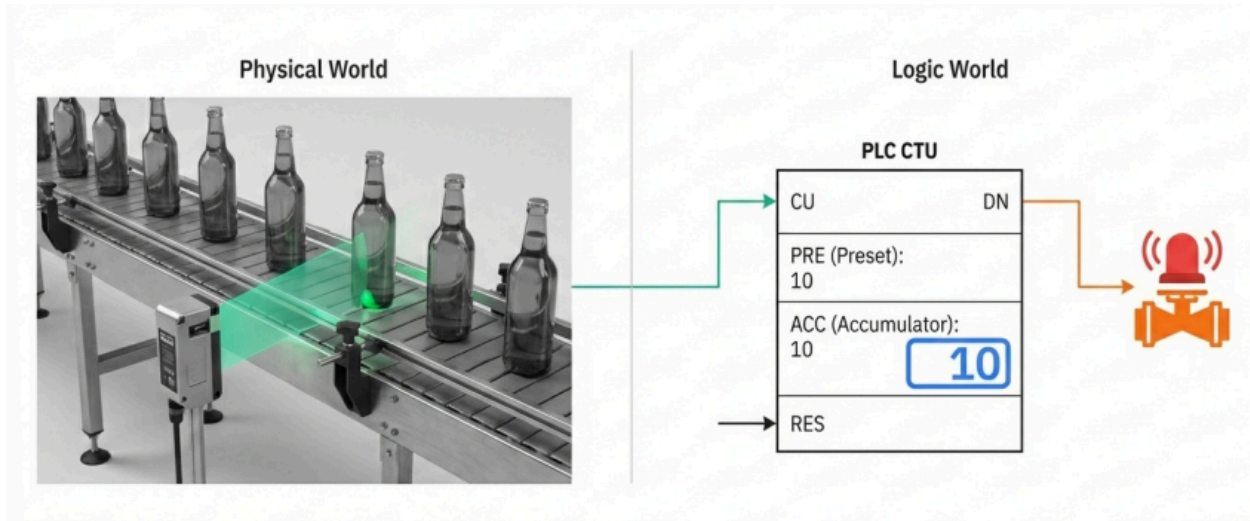 Physical World
Logic World
PLC CTU
CU
DN
PRE (Preset):
10
ACC (Accumulator):
10
10
RES